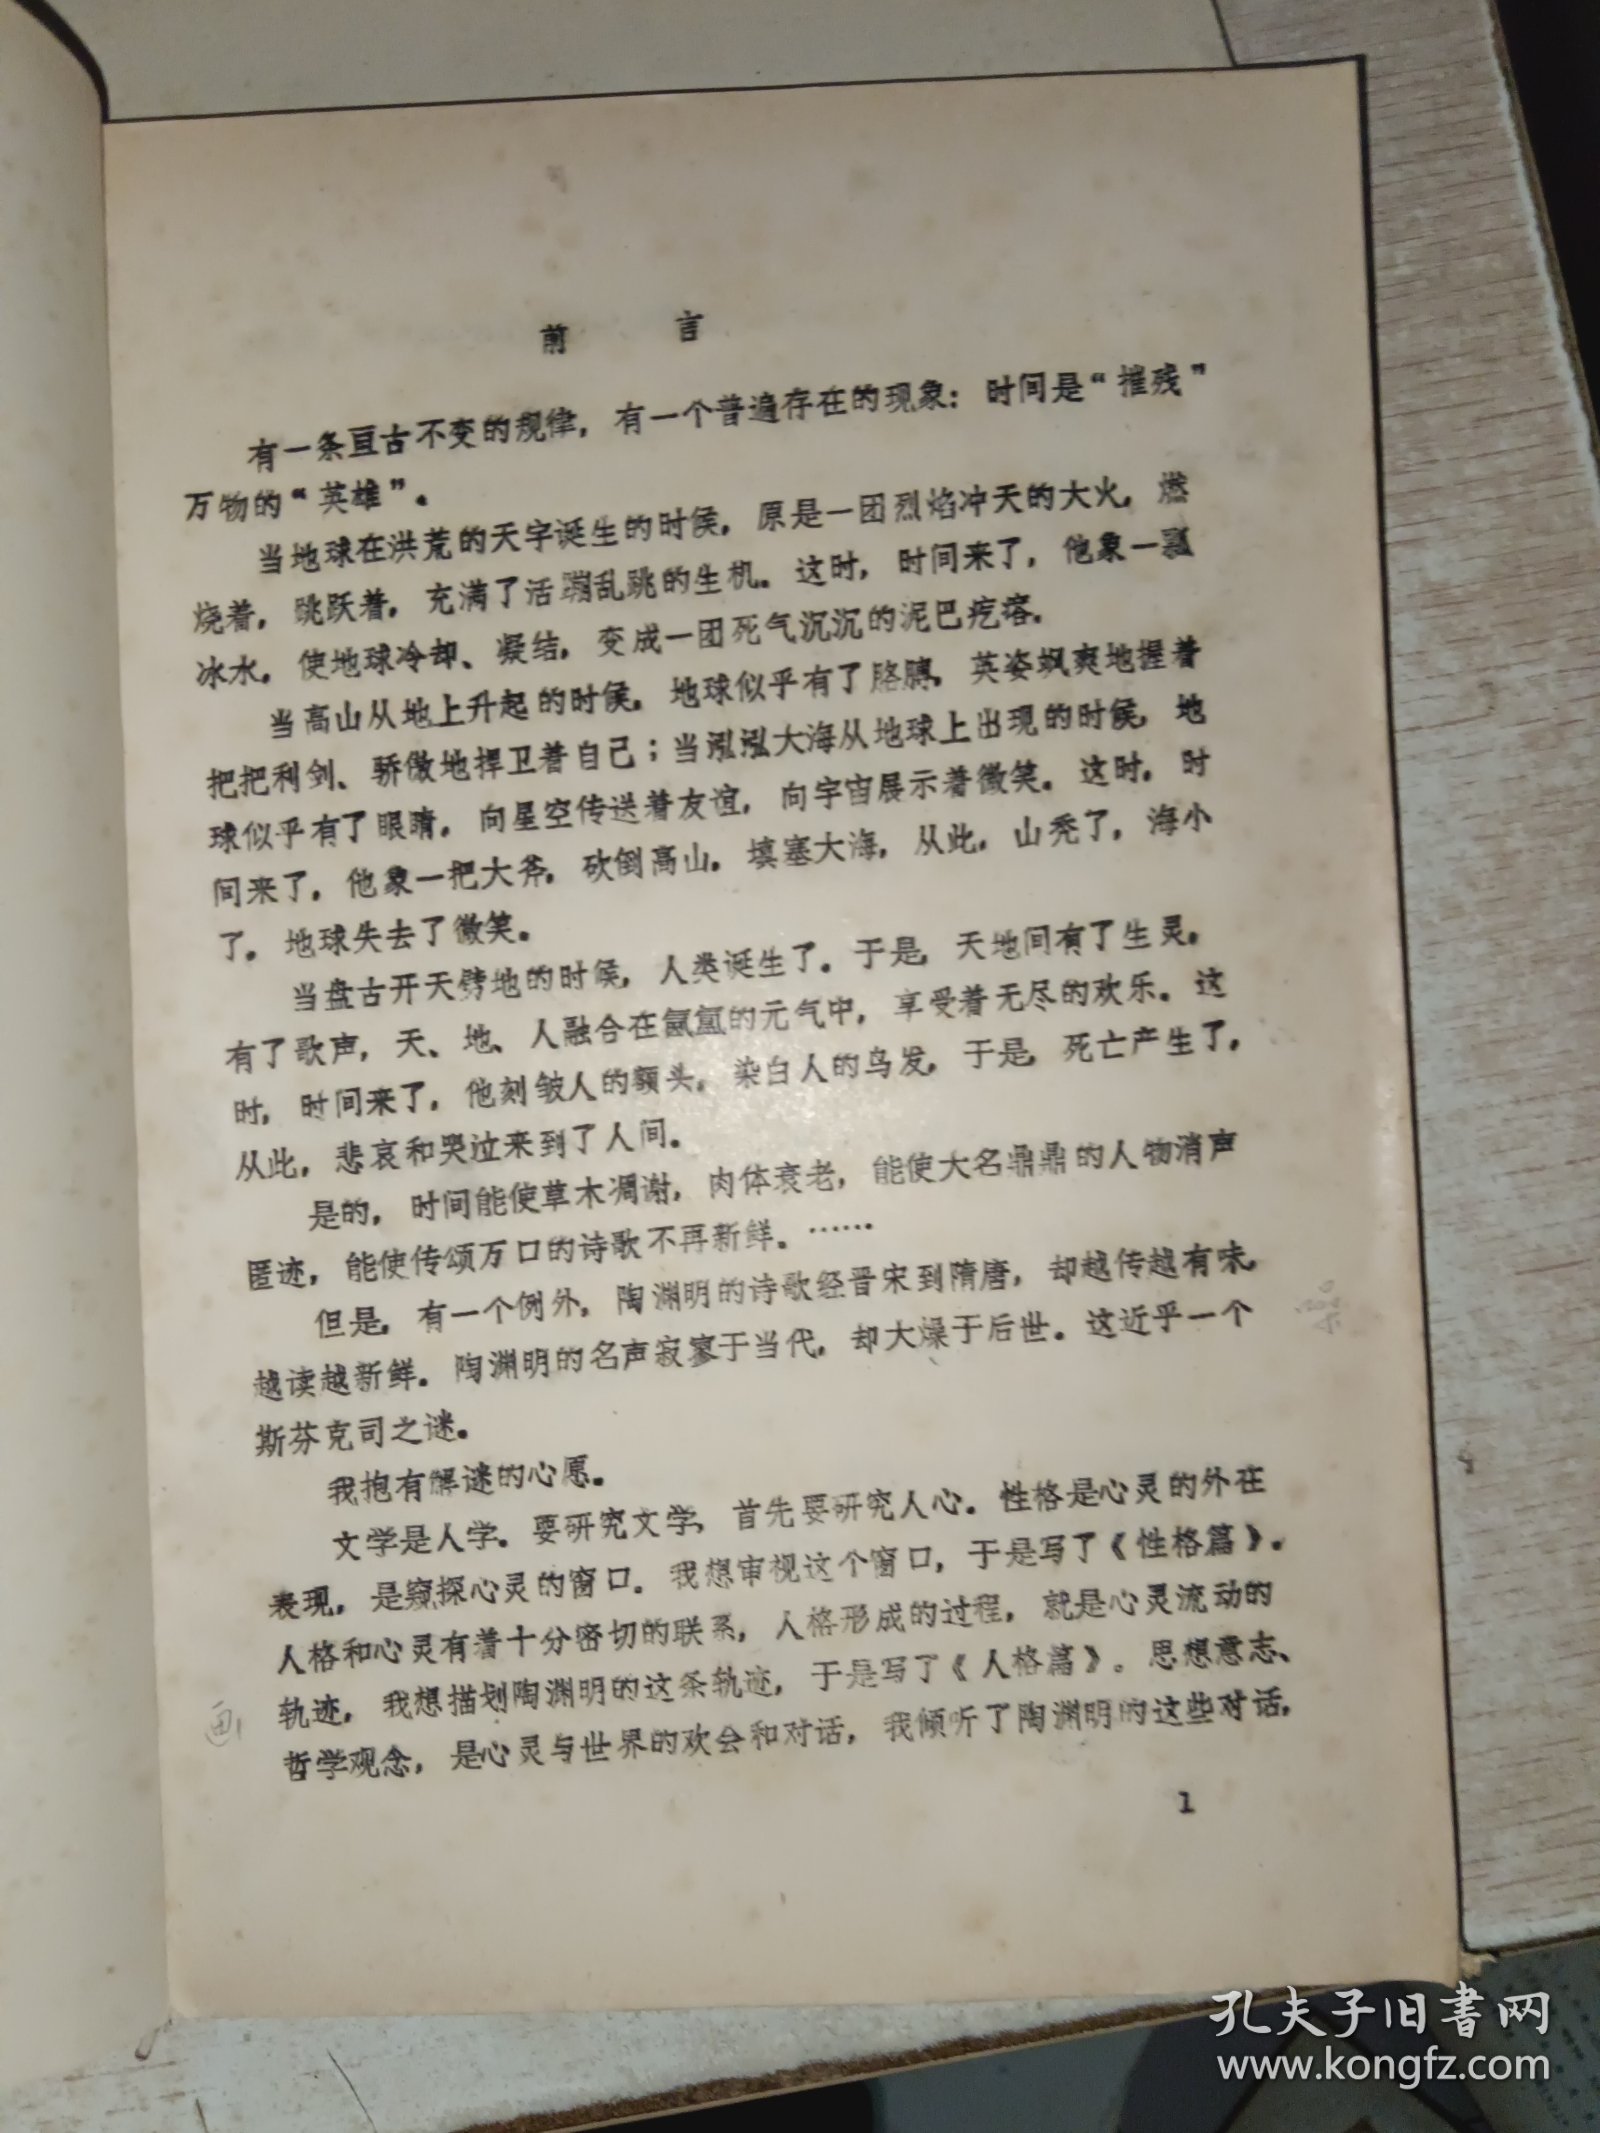 前 言
有一条亘古不变的规律，有一个普遍存在的现象：时间是“摧残”
万物的“英雄”。
当地球在洪荒的天宇诞生的时候，原是一团烈焰冲天的大火，燃
烧着，跳跃着，充满了活蹦乱跳的生机。这时，时间来了，他象一瓢
冰水，使地球冷却、凝结，变成一团死气沉沉的泥巴疙瘩。
当高山从地上升起的时候，地球似乎有了胳膊，英姿飒爽地握着
把把利剑、骄傲地捍卫着自己；当泓泓大海从地球上出现的时候，地
球似乎有了眼睛，向星空传送着友谊，向宇宙展示着微笑。这时，时
间来了，他象一把大斧，砍倒高山，填塞大海，从此，山秃了，海小
了。地球失去了微笑。
当盘古开天劈地的时候，人类诞生了。于是，天地间有了生灵，
有了歌声，天、地、人融合在氤氲的元气中，享受着无尽的欢乐。这
时，时间来了，他刻皱人的额头，染白人的乌发，于是，死亡产生了，
从此，悲哀和哭泣来到了人间。
是的，时间能使草木凋谢，肉体衰老，能使大名鼎鼎的人物消声
匿迹，能使传颂万口的诗歌不再新鲜。……
但是，有一个例外，陶渊明的诗歌经晋宋到隋唐，却越传越有味，
越读越新鲜。陶渊明的名声寂寥于当代，却大燥于后世。这近乎一个
斯芬克司之谜。
我抱有解谜的心愿。
文学是人学。要研究文学，首先要研究人心。性格是心灵的外在
表现，是窥探心灵的窗口。我想审视这个窗口，于是写了《性格篇》。
人格和心灵有着十分密切的联系，人格形成的过程，就是心灵流动的
轨迹，我想描划陶渊明的这条轨迹，于是写了《人格篇》。思想意志、
画
哲学观念，是心灵与世界的欢会和对话，我倾听了陶渊明的这些对话，
1
孔夫子旧书网
www.kongfz.com